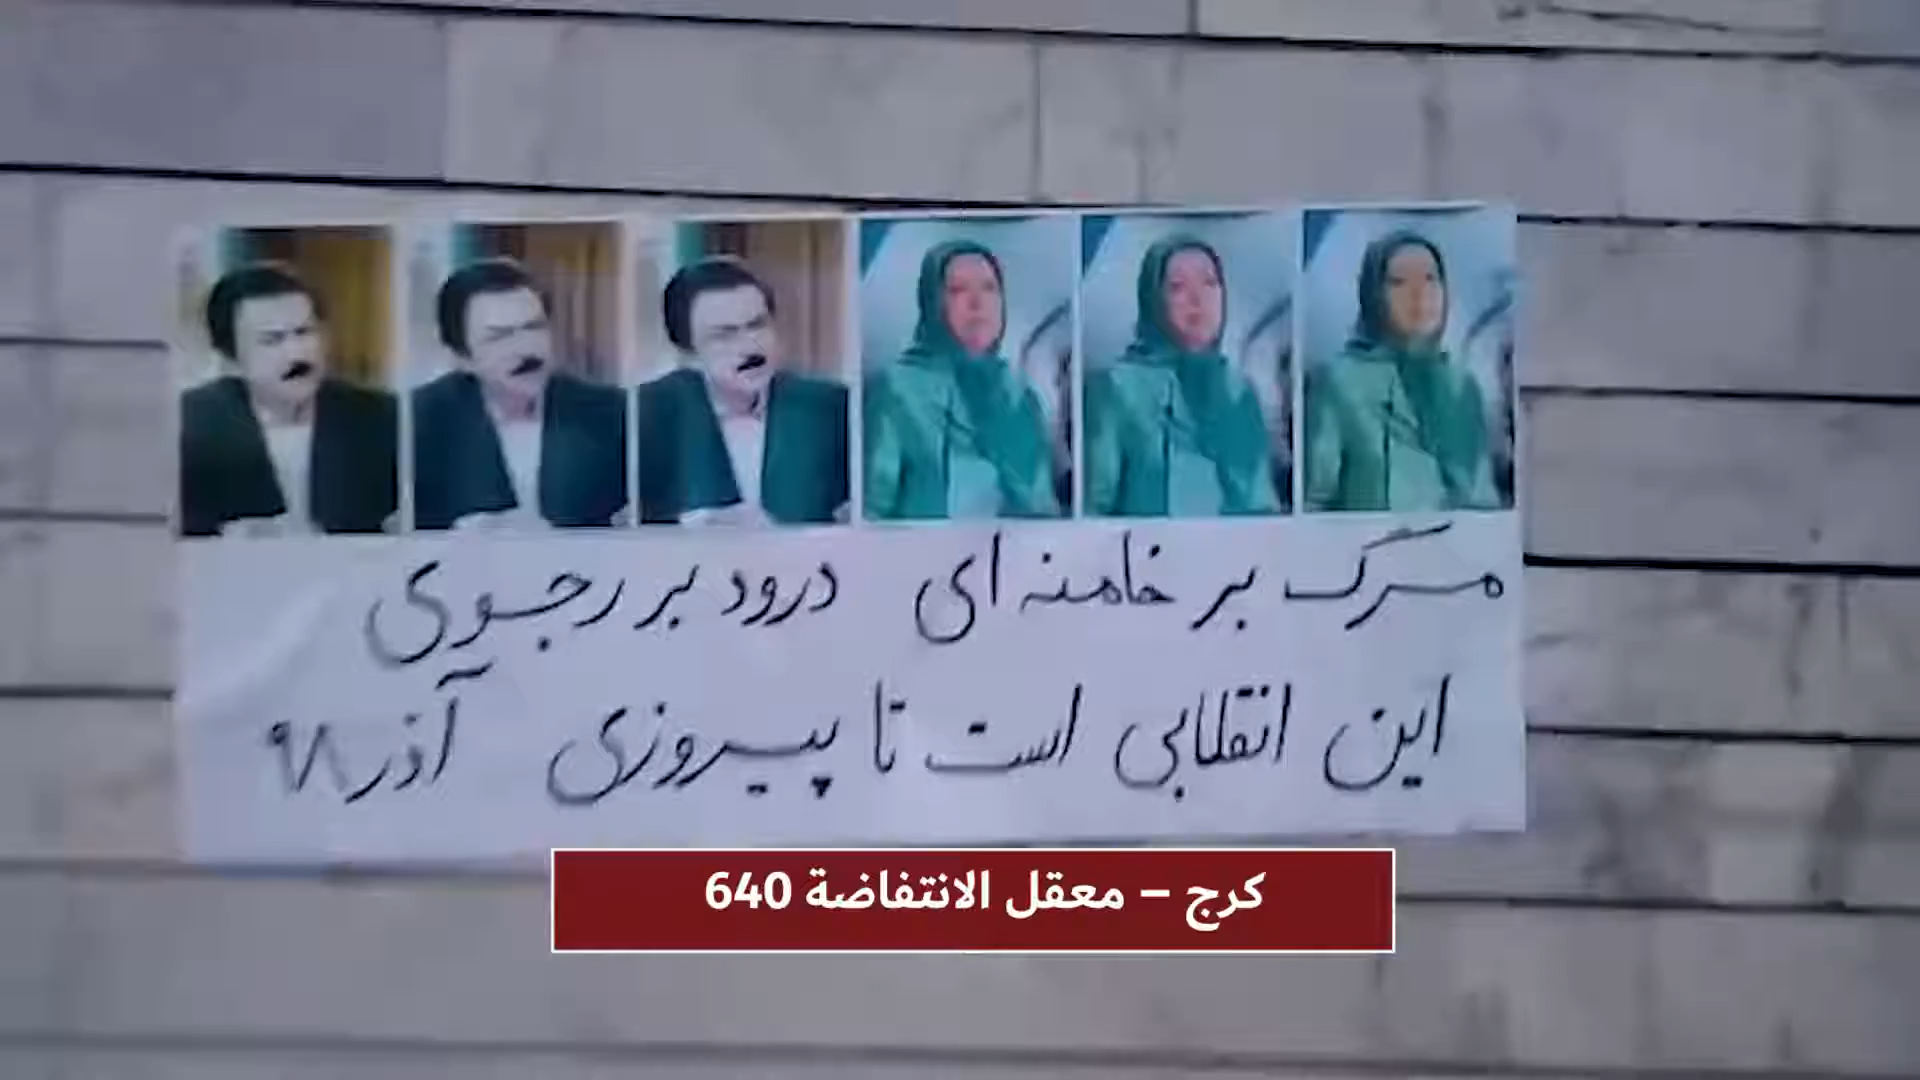 مرگ بر خامنه ای درود بر رجوی
این انقلابی است تا پیروزی آذر ۹۸
كرج – معقل الانتفاضة 640